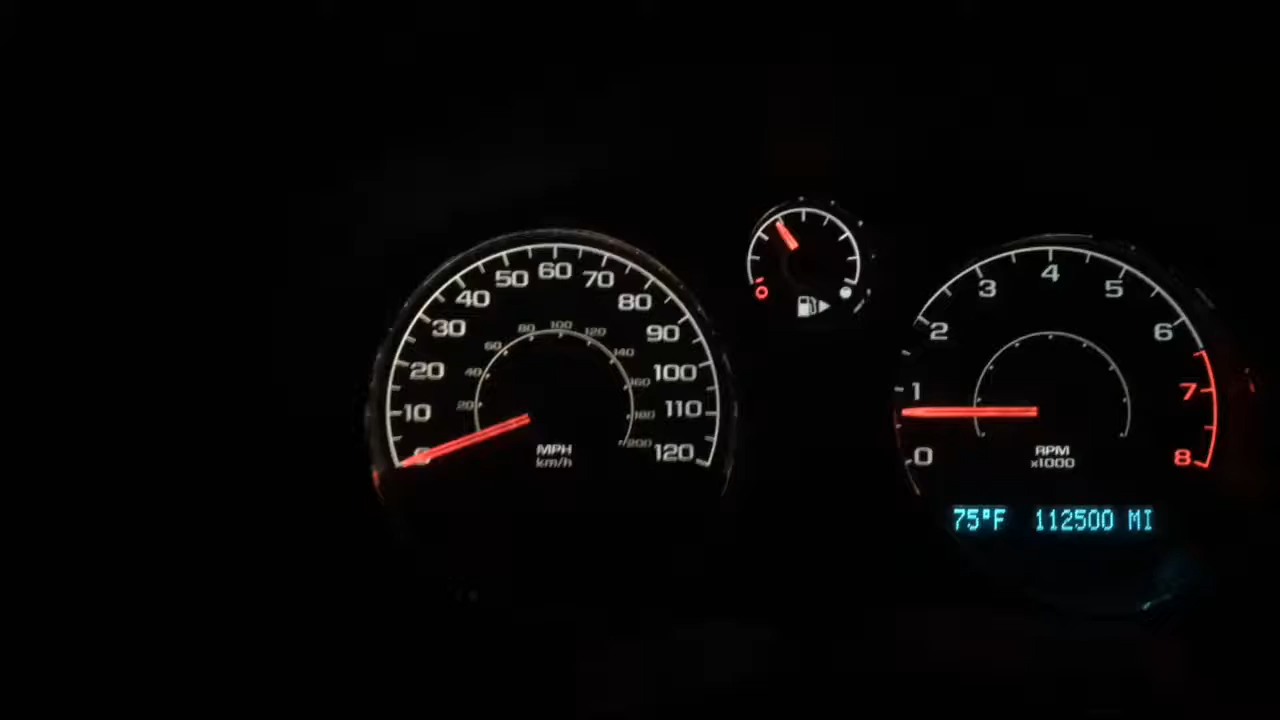 0 10 20 30 40 50 60 70 80 90 100 110 120
20 40 60 80 100 120 140 160 180 200
MPH
km/h
0 1 2 3 4 5 6 7 8
RPM
x1000
75°F 112500 MI